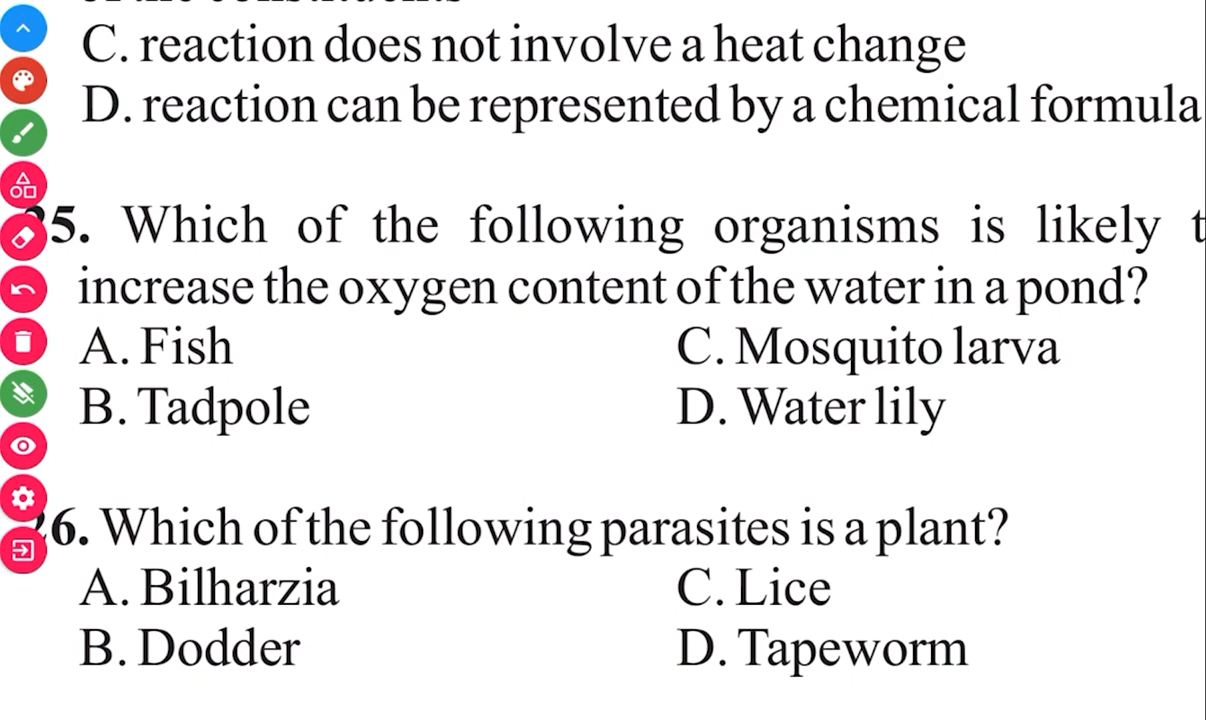 C. reaction does not involve a heat change
D. reaction can be represented by a chemical formula
5. Which of the following organisms is likely
increase the oxygen content of the water in a pond?
A. Fish C. Mosquito larva
B. Tadpole D. Water lily
6. Which of the following parasites is a plant?
A. Bilharzia C. Lice
B. Dodder D. Tapeworm